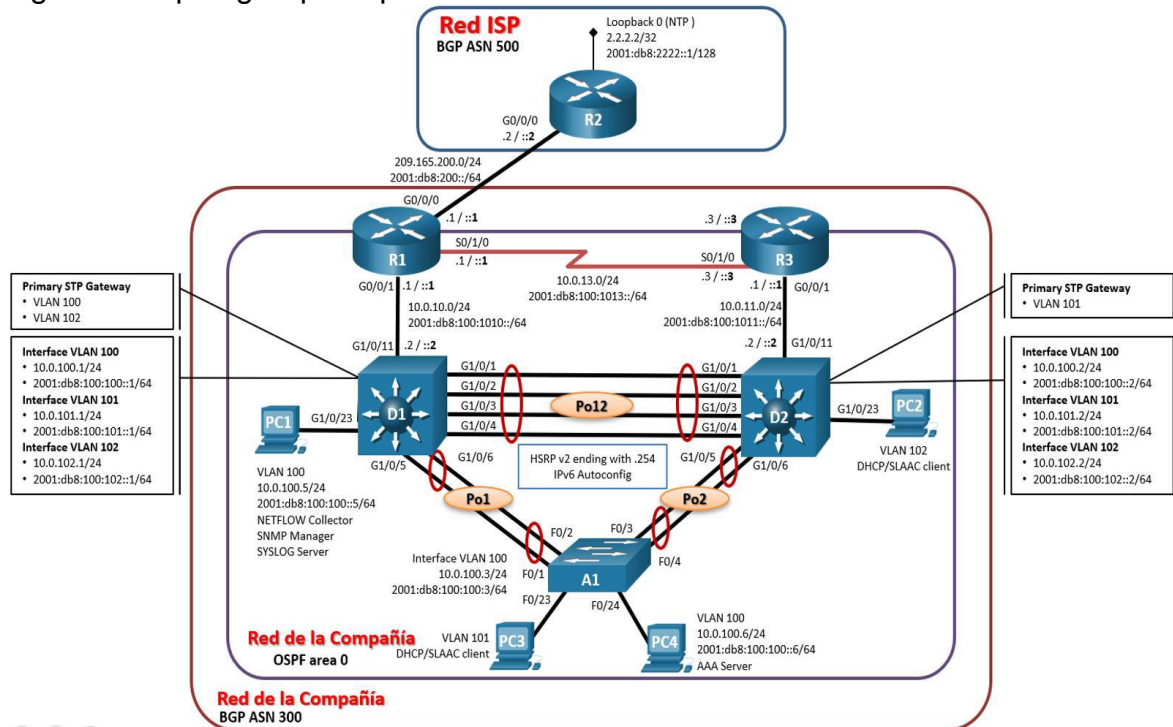 Red ISP
BGP ASN 500
Loopback 0 (NTP )
2.2.2.2/32
2001:db8:2222::1/128
R2
G0/0/0
.2 / ::2
209.165.200.0/24
2001:db8:200::/64
G0/0/0
.1 / ::1
R1
S0/1/0
.1 / ::1
10.0.13.0/24
2001:db8:100:1013::/64
.3 / ::3
R3
S0/1/0
.3 / ::3
G0/0/1
.1 / ::1
10.0.10.0/24
2001:db8:100:1010::/64
.2 / ::2
G1/0/11
.1 / ::1
G0/0/1
10.0.11.0/24
2001:db8:100:1011::/64
.2 / ::2
G1/0/11
Primary STP Gateway
• VLAN 100
• VLAN 102
Interface VLAN 100
• 10.0.100.1/24
• 2001:db8:100:100::1/64
Interface VLAN 101
• 10.0.101.1/24
• 2001:db8:100:101::1/64
Interface VLAN 102
• 10.0.102.1/24
• 2001:db8:100:102::1/64
Primary STP Gateway
• VLAN 101
Interface VLAN 100
• 10.0.100.2/24
• 2001:db8:100:100::2/64
Interface VLAN 101
• 10.0.101.2/24
• 2001:db8:100:101::2/64
Interface VLAN 102
• 10.0.102.2/24
• 2001:db8:100:102::2/64
D1
G1/0/1
G1/0/2
G1/0/3
G1/0/4
Po12
G1/0/1
G1/0/2
G1/0/3
G1/0/4
D2
PC1
G1/0/23
VLAN 100
10.0.100.5/24
2001:db8:100:100::5/64
NETFLOW Collector
SNMP Manager
SYSLOG Server
G1/0/23
PC2
VLAN 102
DHCP/SLAAC client
G1/0/5
G1/0/6
HSRP v2 ending with .254
IPv6 Autoconfig
G1/0/5
G1/0/6
Po1
Po2
F0/2
F0/1
F0/3
F0/4
Interface VLAN 100
10.0.100.3/24
2001:db8:100:100:3/64
A1
F0/23
F0/24
VLAN 101
DHCP/SLAAC client
PC3
PC4
VLAN 100
10.0.100.6/24
2001:db8:100:100::6/64
AAA Server
Red de la Compañía
OSPF area 0
Red de la Compañía
BGP ASN 300